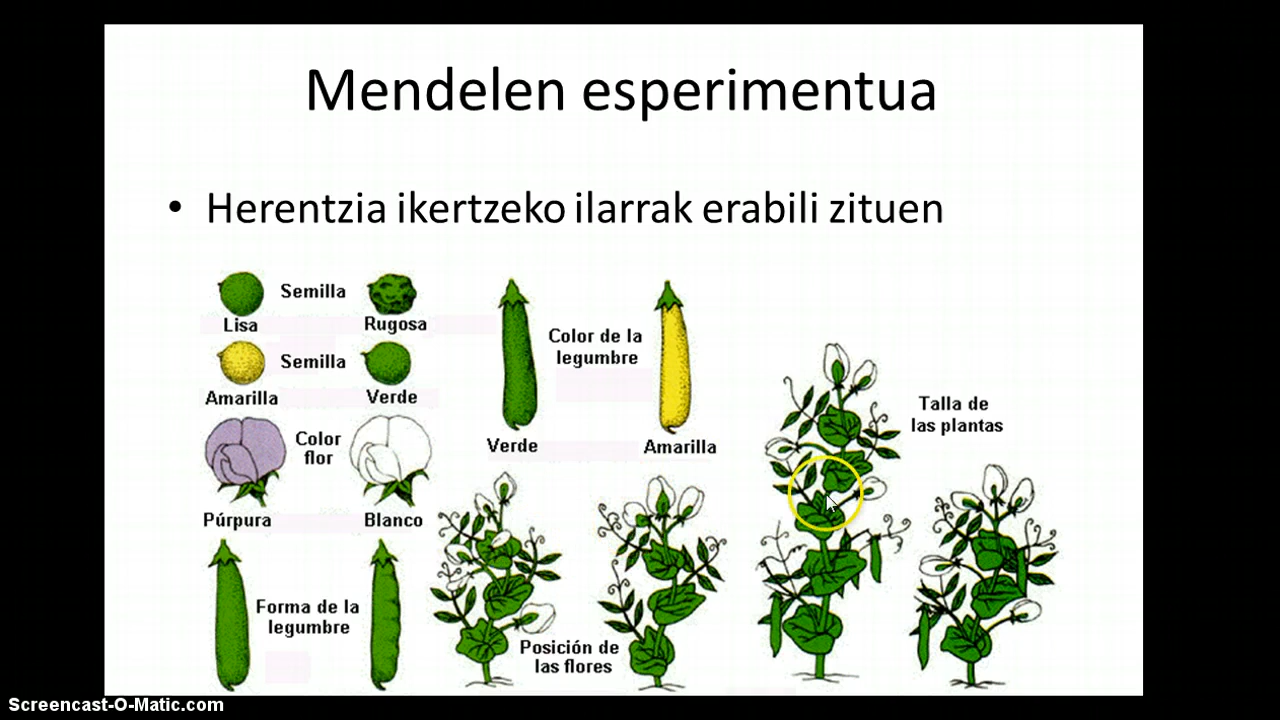 Mendelen esperimentua
• Herentzia ikertzeko ilarrak erabili zituen
Semilla
Lisa
Rugosa
Semilla
Amarilla
Verde
Color
flor
Púrpura
Blanco
Forma de la
legumbre
Color de la
legumbre
Verde
Amarilla
Posición de
las flores
Talla de
las plantas
Screencast-O-Matic.com